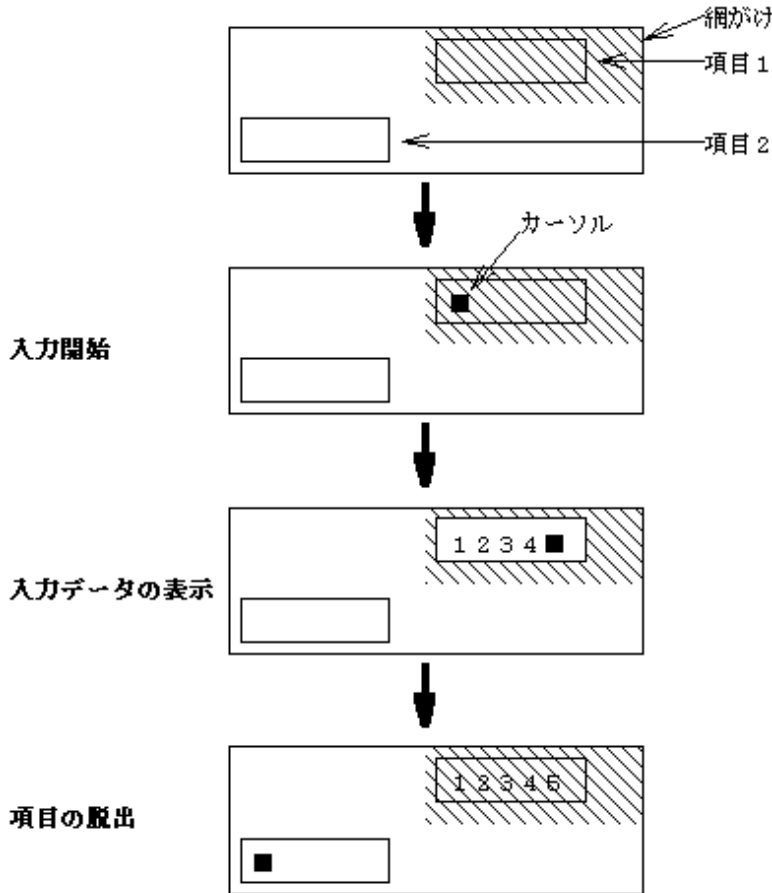 網がけ
項目１
項目２
カーソル
入力開始
１２３４■
入力データの表示
１２３４５
項目の脱出